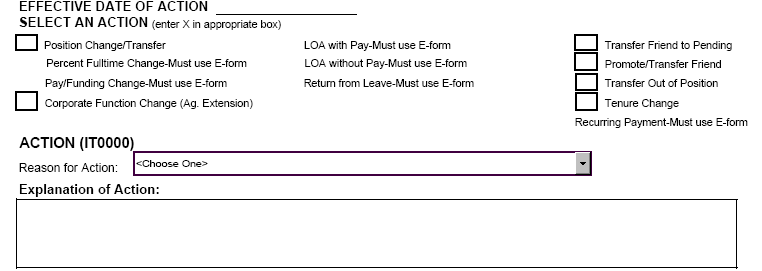 EFFECTIVE DATE OF ACTION
SELECT AN ACTION (enter X in appropriate box)
Position Change/Transfer LOA with Pay-Must use E-form Transfer Friend to Pending
Percent Fulltime Change-Must use E-form LOA without Pay-Must use E-form Promote/Transfer Friend
Pay/Funding Change-Must use E-form Return from Leave-Must use E-form Transfer Out of Position
Corporate Function Change (Ag. Extension) Tenure Change
Recurring Payment-Must use E-form
ACTION (IT0000)
Reason for Action: <Choose One>
Explanation of Action: